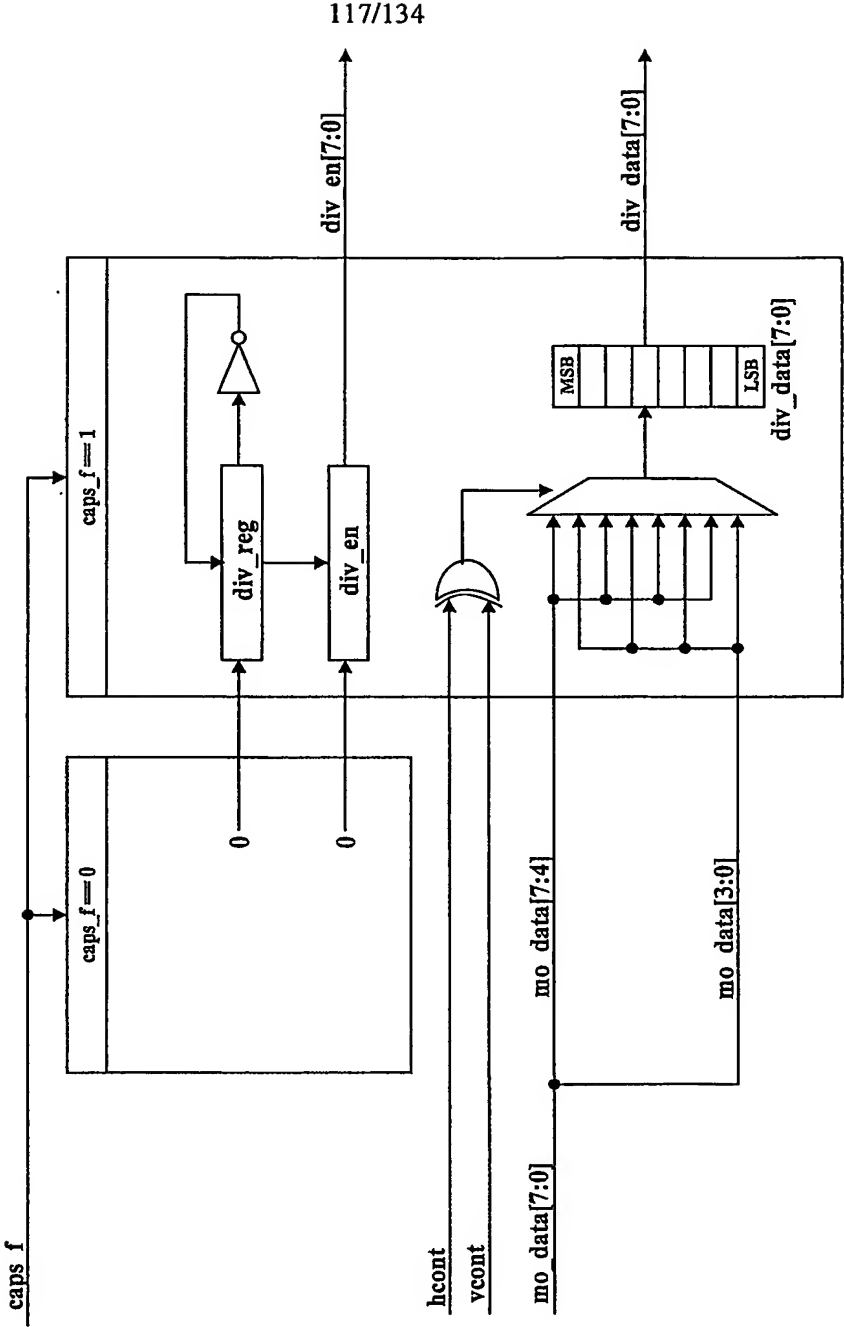 117/134
caps_f
caps_f==0
caps_f==1
0
0
div_reg
div_en
div_en[7:0]
hcont
vcont
mo_data[7:0]
mo_data[7:4]
mo_data[3:0]
MSB
LSB
div_data[7:0]
div_data[7:0]